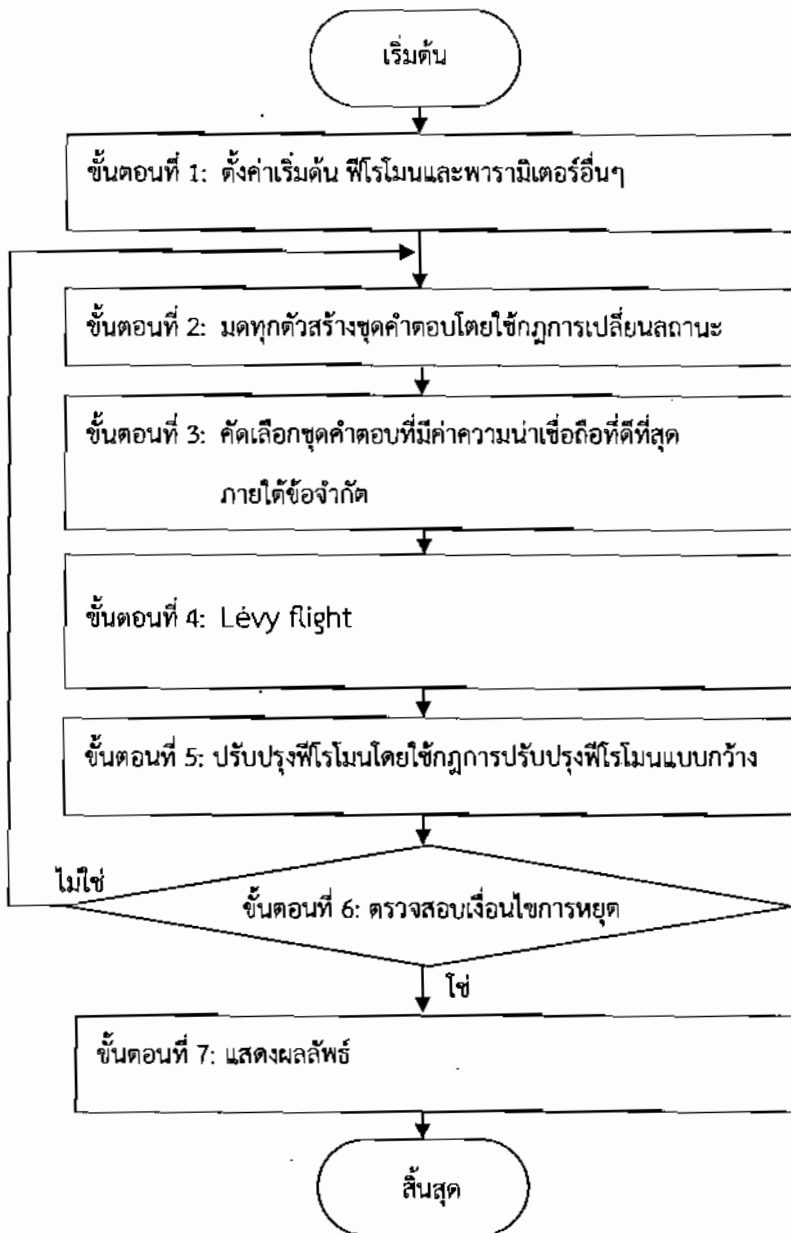 เริ่มต้น
ขั้นตอนที่ 1: ตั้งค่าเริ่มต้น ฟีโรโมนและพารามิเตอร์อื่นๆ
ขั้นตอนที่ 2: มดทุกตัวสร้างชุดคำตอบโดยใช้กฎการเปลี่ยนสถานะ
ขั้นตอนที่ 3: คัดเลือกชุดคำตอบที่มีค่าความน่าเชื่อถือที่ดีที่สุด
ภายใต้ข้อจำกัด
ขั้นตอนที่ 4: Lévy flight
ขั้นตอนที่ 5: ปรับปรุงฟีโรโมนโดยใช้กฎการปรับปรุงฟีโรโมนแบบกว้าง
ไม่ใช่
ขั้นตอนที่ 6: ตรวจสอบเงื่อนไขการหยุด
ใช่
ขั้นตอนที่ 7: แสดงผลลัพธ์
สิ้นสุด